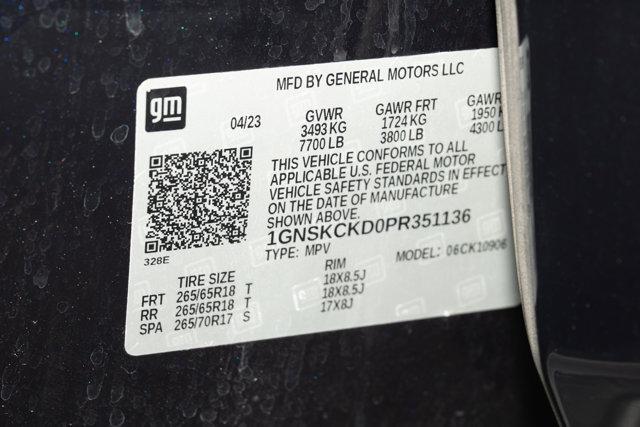 gm
MFD BY GENERAL MOTORS LLC
04/23
GVWR
3493 KG
7700 LB
GAWR FRT
1724 KG
3800 LB
GAWR
1950 K
4300 L
THIS VEHICLE CONFORMS TO ALL
APPLICABLE U.S. FEDERAL MOTOR
VEHICLE SAFETY STANDARDS IN EFFECT
ON THE DATE OF MANUFACTURE
SHOWN ABOVE.
1GNSKCKD0PR351136
TYPE: MPV MODEL: 06CK10906
328E
TIRE SIZE RIM
FRT 265/65R18 T 18X8.5J
RR 265/65R18 T 18X8.5J
SPA 265/70R17 S 17X8J